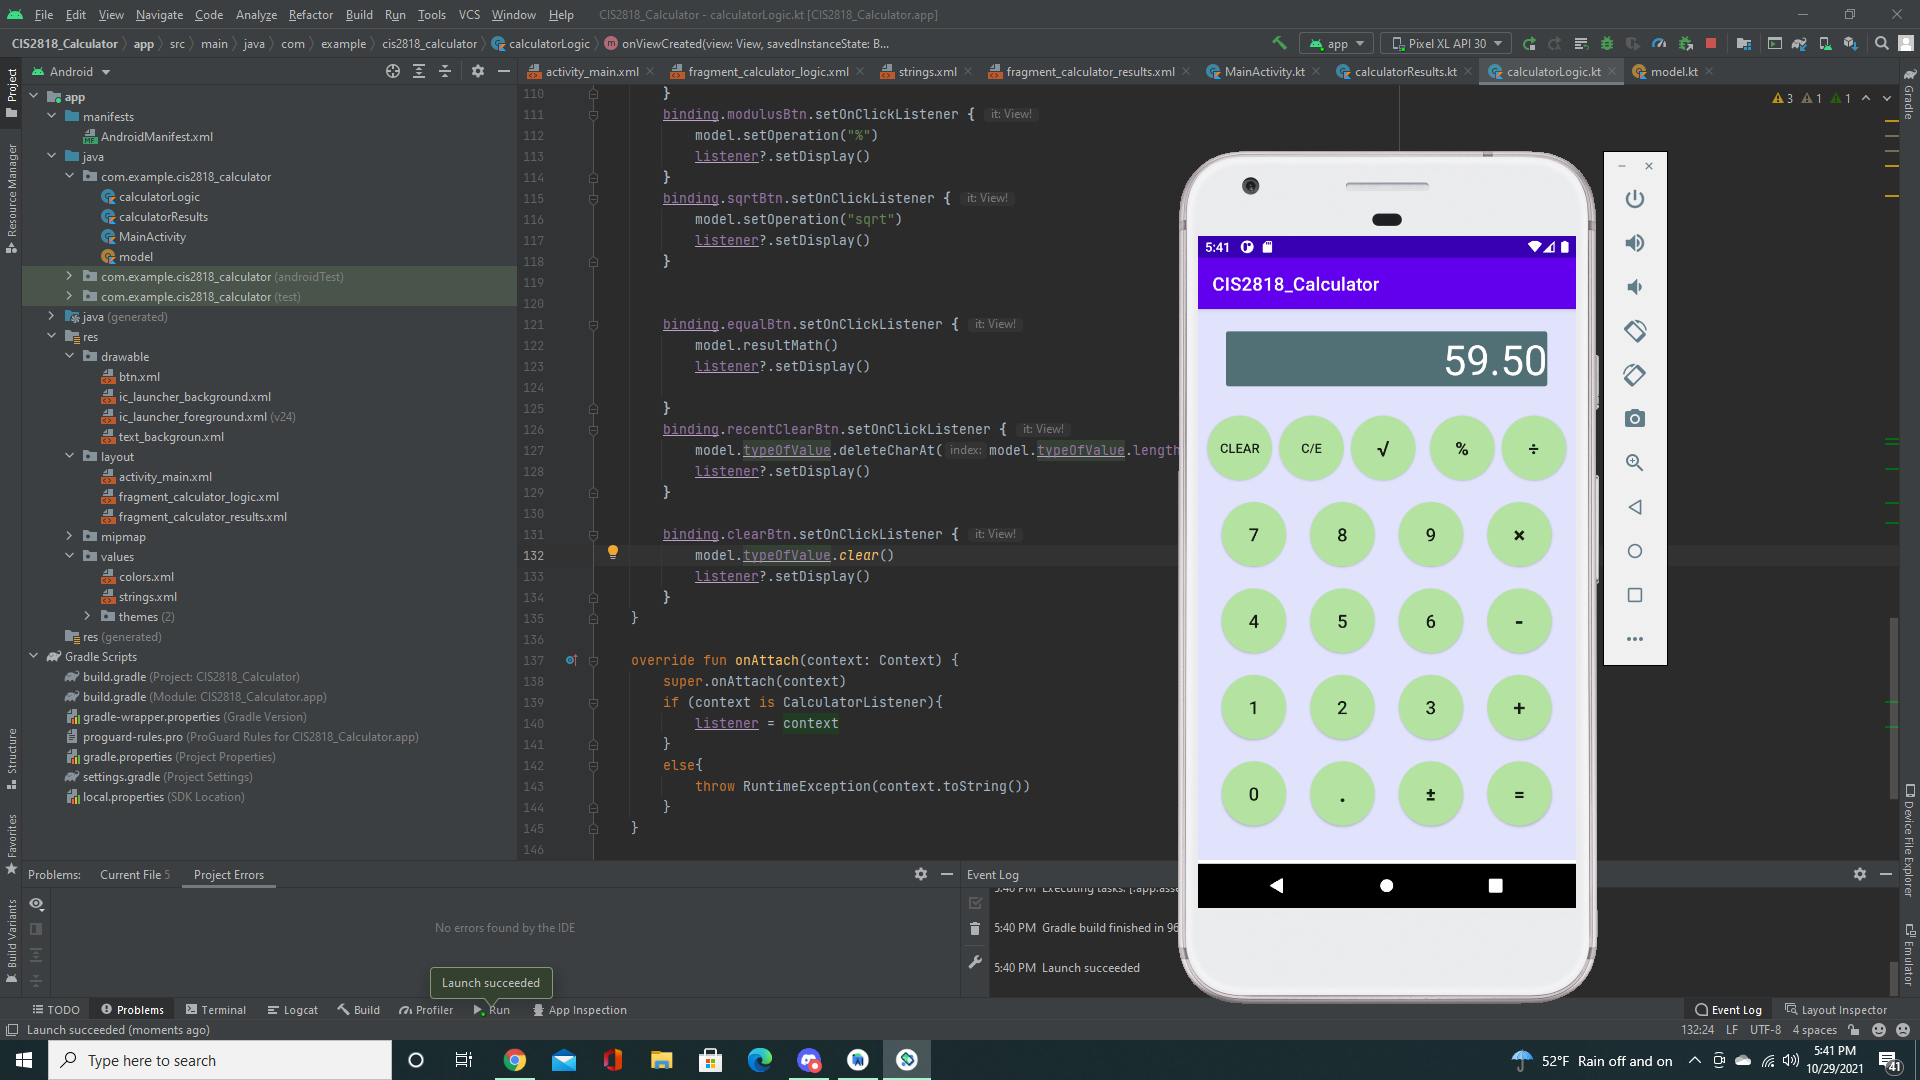 File Edit View Navigate Code Analyze Refactor Build Run Tools VCS Window Help CIS2818_Calculator - calculatorLogic.kt [CIS2818_Calculator.app]
CIS2818_Calculator app src main java com example cis2818_calculator calculatorLogic onViewCreated(view: View, savedInstanceState: B... app Pixel XL API 30
Android
activity_main.xml fragment_calculator_logic.xml strings.xml fragment_calculator_results.xml MainActivity.kt calculatorResults.kt calculatorLogic.kt model.kt
Project
Resource Manager
Structure
Favorites
Build Variants
app
manifests
AndroidManifest.xml
java
com.example.cis2818_calculator
calculatorLogic
calculatorResults
MainActivity
model
com.example.cis2818_calculator (androidTest)
com.example.cis2818_calculator (test)
java (generated)
res
drawable
btn.xml
ic_launcher_background.xml
ic_launcher_foreground.xml (v24)
text_backgroun.xml
layout
activity_main.xml
fragment_calculator_logic.xml
fragment_calculator_results.xml
mipmap
values
colors.xml
strings.xml
themes (2)
res (generated)
Gradle Scripts
build.gradle (Project: CIS2818_Calculator)
build.gradle (Module: CIS2818_Calculator.app)
gradle-wrapper.properties (Gradle Version)
proguard-rules.pro (ProGuard Rules for CIS2818_Calculator.app)
gradle.properties (Project Properties)
settings.gradle (Project Settings)
local.properties (SDK Location)
3 1 1
110 }
111 binding.modulusBtn.setOnClickListener { it: View!
112 model.setOperation("%")
113 listener?.setDisplay()
114 }
115 binding.sqrtBtn.setOnClickListener { it: View!
116 model.setOperation("sqrt")
117 listener?.setDisplay()
118 }
119
120
121 binding.equalBtn.setOnClickListener { it: View!
122 model.resultMath()
123 listener?.setDisplay()
124
125 }
126 binding.recentClearBtn.setOnClickListener { it: View!
127 model.typeOfValue.deleteCharAt( index: model.typeOfValue.length
128 listener?.setDisplay()
129 }
130
131 binding.clearBtn.setOnClickListener { it: View!
132 model.typeOfValue.clear()
133 listener?.setDisplay()
134 }
135 }
136
137 override fun onAttach(context: Context) {
138 super.onAttach(context)
139 if (context is CalculatorListener){
140 listener = context
141 }
142 else{
143 throw RuntimeException(context.toString())
144 }
145 }
146
5:41
CIS2818_Calculator
59.50
CLEAR C/E √ % ÷
7 8 9 ×
4 5 6 -
1 2 3 +
0 . ± =
Gradle
Device File Explorer
Emulator
Problems: Current File 5 Project Errors
No errors found by the IDE
Event Log
5:40 PM Executing tasks: [:app:asse
5:40 PM Gradle build finished in 96
5:40 PM Launch succeeded
Launch succeeded
TODO Problems Terminal Logcat Build Profiler Run App Inspection Event Log Layout Inspector
Launch succeeded (moments ago) 132:24 LF UTF-8 4 spaces
Type here to search
52°F Rain off and on
5:41 PM
10/29/2021
41